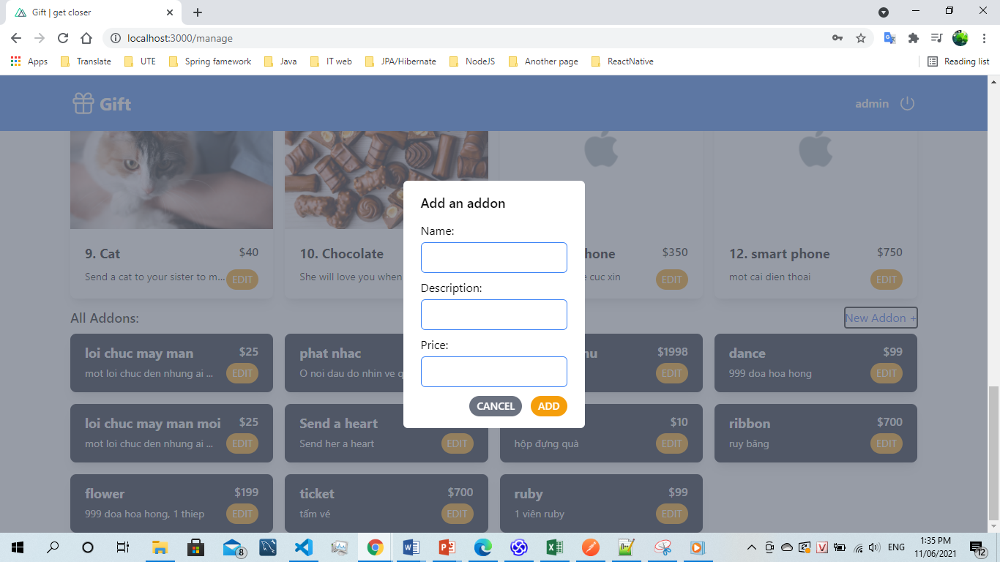 Gift | get closer
localhost:3000/manage
Apps Translate UTE Spring famework Java IT web JPA/Hibernate NodeJS Another page ReactNative Reading list
Gift admin
9. Cat $40
Send a cat to your sister to m... EDIT
10. Chocolate
She will love you when
hone $350
cuc xin EDIT
12. smart phone $750
mot cai dien thoai EDIT
Add an addon
Name:
Description:
Price:
CANCEL ADD
All Addons: New Addon +
loi chuc may man $25
mot loi chuc den nhung ai ... EDIT
phat nhac
O noi dau do nhin ve q
nu $1998
EDIT
dance $99
999 doa hoa hong EDIT
loi chuc may man moi $25
mot loi chuc den nhung ai ... EDIT
Send a heart
Send her a heart EDIT
$10
hộp đựng quà EDIT
ribbon $700
ruy băng EDIT
flower $199
999 doa hoa hong, 1 thiep EDIT
ticket $700
tấm vé EDIT
ruby $99
1 viên ruby EDIT
8
ENG
1:35 PM
11/06/2021
12